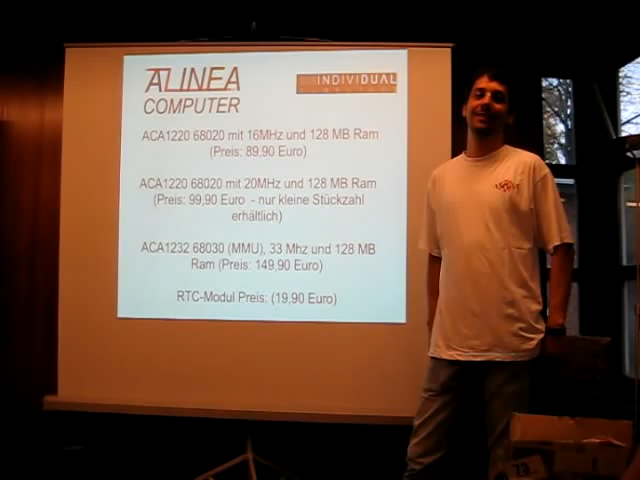 ALINEA
COMPUTER
INDIVIDUAL
ACA1220 68020 mit 16MHz und 128 MB Ram
(Preis: 89,90 Euro)
ACA1220 68020 mit 20MHz und 128 MB Ram
(Preis: 99,90 Euro - nur kleine Stückzahl
erhältlich)
ACA1232 68030 (MMU), 33 Mhz und 128 MB
Ram (Preis: 149,90 Euro)
RTC-Modul Preis: (19.90 Euro)